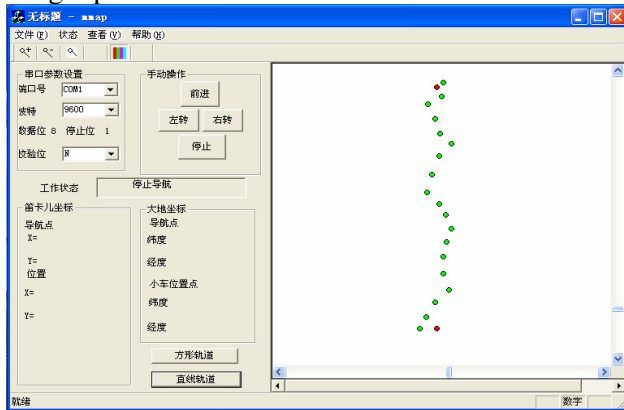 无标题 - nmap
文件(F) 状态 查看(V) 帮助(H)
串口参数设置
端口号 COM1
波特 9600
数据位 8 停止位 1
校验位 N
手动操作
前进
左转 右转
停止
工作状态 停止导航
笛卡儿坐标
导航点
X=
Y=
位置
X=
Y=
大地坐标
导航点
纬度
经度
小车位置点
纬度
经度
方形轨道
直线轨道
就绪 数字